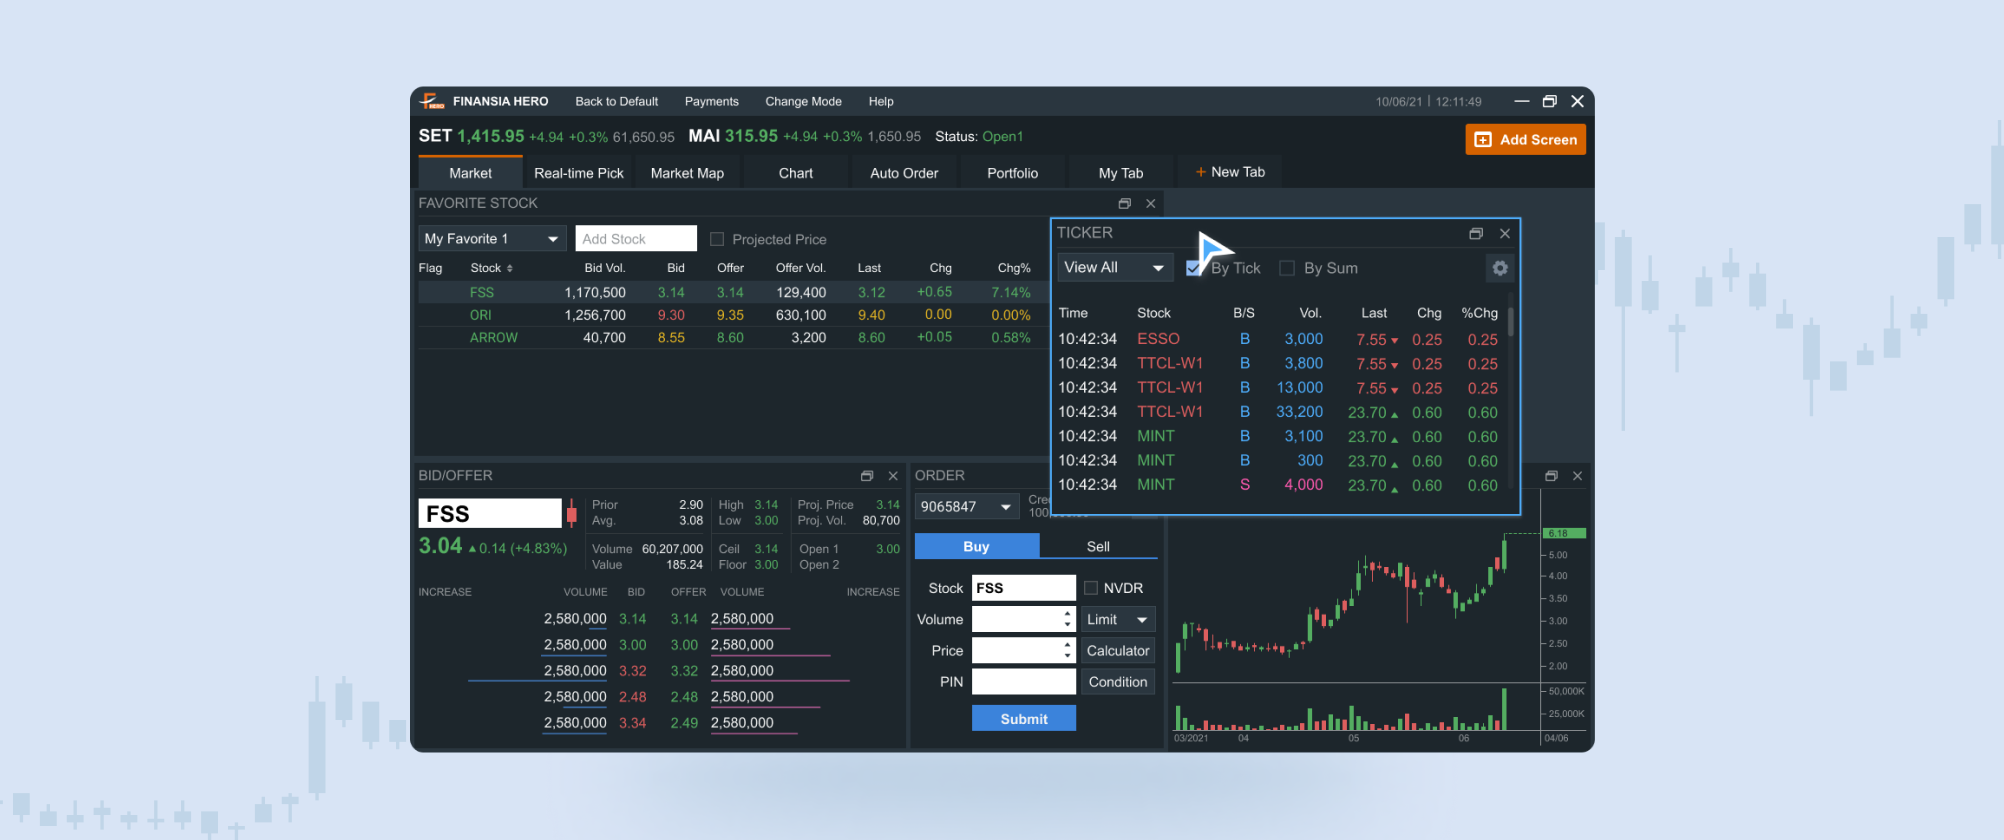 HERO FINANSIA HERO Back to Default Payments Change Mode Help 10/06/21 | 12:11:49
SET 1,415.95 +4.94 +0.3% 61,650.95 MAI 315.95 +4.94 +0.3% 1,650.95 Status: Open1
+ Add Screen
Market Real-time Pick Market Map Chart Auto Order Portfolio My Tab + New Tab
FAVORITE STOCK
My Favorite 1 Add Stock Projected Price
Flag Stock Bid Vol. Bid Offer Offer Vol. Last Chg Chg%
FSS 1,170,500 3.14 3.14 129,400 3.12 +0.65 7.14%
ORI 1,256,700 9.30 9.35 630,100 9.40 0.00 0.00%
ARROW 40,700 8.55 8.60 3,200 8.60 +0.05 0.58%
TICKER
View All By Tick By Sum
Time Stock B/S Vol. Last Chg %Chg
10:42:34 ESSO B 3,000 7.55 0.25 0.25
10:42:34 TTCL-W1 B 3,800 7.55 0.25 0.25
10:42:34 TTCL-W1 B 13,000 7.55 0.25 0.25
10:42:34 TTCL-W1 B 33,200 23.70 0.60 0.60
10:42:34 MINT B 3,100 23.70 0.60 0.60
10:42:34 MINT B 300 23.70 0.60 0.60
10:42:34 MINT S 4,000 23.70 0.60 0.60
BID/OFFER
FSS
3.04 0.14 (+4.83%)
Prior 2.90 High 3.14 Proj. Price 3.14
Avg. 3.08 Low 3.00 Proj. Vol. 80,700
Volume 60,207,000 Ceil 3.14 Open 1 3.00
Value 185.24 Floor 3.00 Open 2
INCREASE VOLUME BID OFFER VOLUME INCREASE
2,580,000 3.14 3.14 2,580,000
2,580,000 3.00 3.00 2,580,000
2,580,000 3.32 3.32 2,580,000
2,580,000 2.48 2.48 2,580,000
2,580,000 3.34 2.49 2,580,000
ORDER
9065847
Buy Sell
Stock FSS NVDR
Volume Limit
Price Calculator
PIN Condition
Submit
6.18
5.00
4.00
3.50
3.00
2.50
2.00
50,000K
25,000K
03/2021 04 05 06 04/06